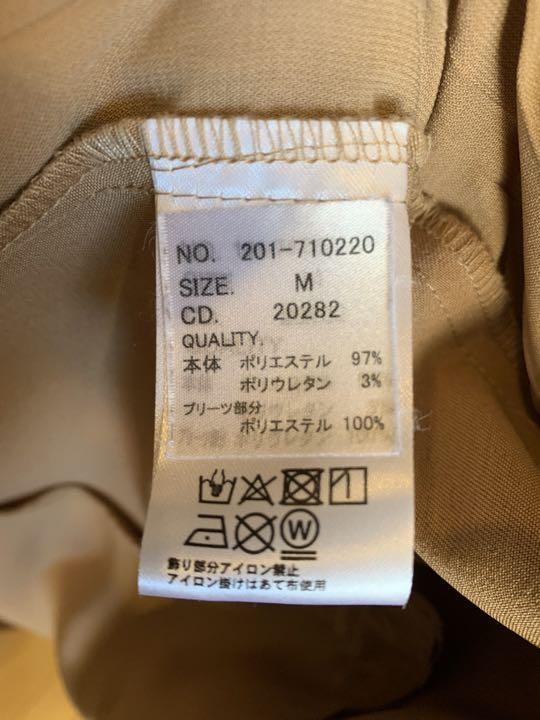 NO. 201-710220
SIZE. M
CD. 20282
QUALITY.
本体 ポリエステル 97%
ポリウレタン 3%
プリーツ部分
ポリエステル 100%
W
飾り部分アイロン禁止
アイロン掛けはあて布使用